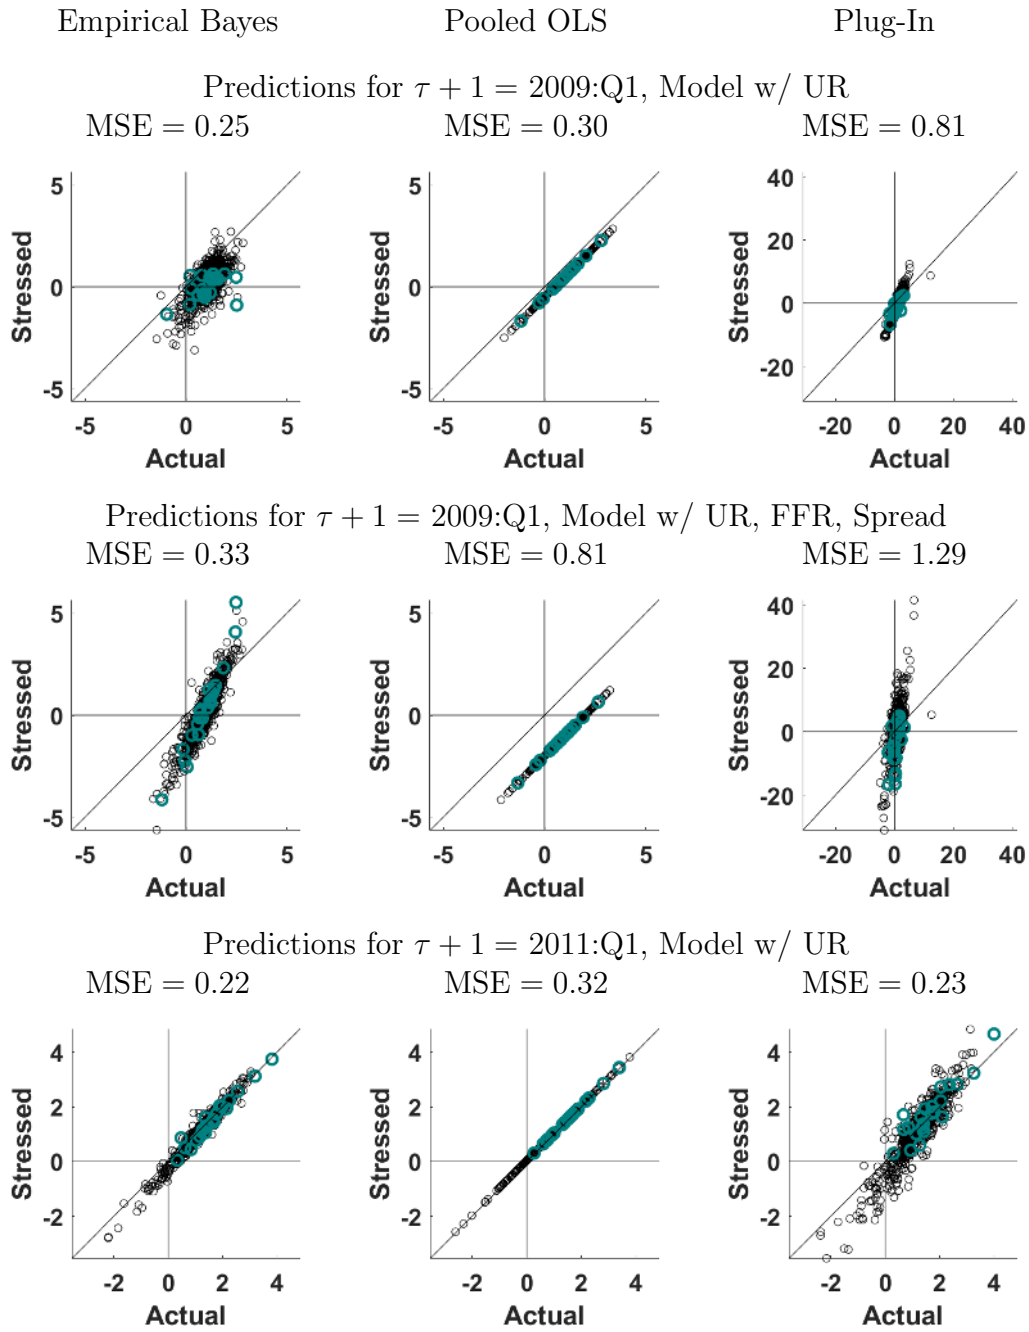 Empirical Bayes Pooled OLS Plug-In
Predictions for τ + 1 = 2009:Q1, Model w/ UR
MSE = 0.25 MSE = 0.30 MSE = 0.81
5 5 40
20
Stressed 0 Stressed 0 Stressed 0
-20
-5 -5
-5 0 5 -5 0 5 -20 0 20 40
Actual Actual Actual
Predictions for τ + 1 = 2009:Q1, Model w/ UR, FFR, Spread
MSE = 0.33 MSE = 0.81 MSE = 1.29
5 5 40
20
Stressed 0 Stressed 0 Stressed 0
-20
-5 -5
-5 0 5 -5 0 5 -20 0 20 40
Actual Actual Actual
Predictions for τ + 1 = 2011:Q1, Model w/ UR
MSE = 0.22 MSE = 0.32 MSE = 0.23
4 4 4
2 2 2
Stressed Stressed Stressed
0 0 0
-2 -2 -2
-2 0 2 4 -2 0 2 4 -2 0 2 4
Actual Actual Actual